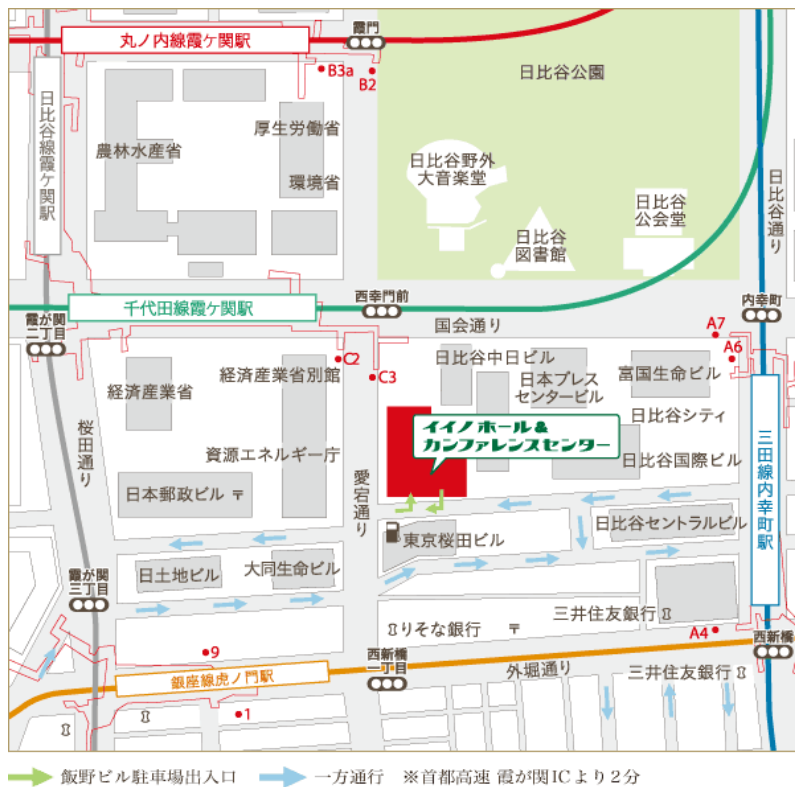 丸ノ内線霞ケ関駅
霞門
B3a
B2
日比谷公園
日比谷線霞ケ関駅
厚生労働省
農林水産省
環境省
日比谷野外
大音楽堂
日比谷
公会堂
日比谷
図書館
日比谷通り
千代田線霞ケ関駅
西幸門前
内幸町
国会通り
霞が関
二丁目
A7
A6
C2
C3
経済産業省
経済産業省別館
日比谷中日ビル
日本プレス
センタービル
富国生命ビル
日比谷シティ
イイノホール&
カンファレンスセンター
桜田通り
資源エネルギー庁
日比谷国際ビル
三田線内幸町駅
日本郵政ビル 〒
愛宕通り
日比谷セントラルビル
東京桜田ビル
日土地ビル
大同生命ビル
霞が関
三丁目
三井住友銀行
りそな銀行 〒
A4
西新橋
西新橋
一丁目
9
銀座線虎ノ門駅
外堀通り
三井住友銀行
1
飯野ビル駐車場出入口 一方通行 ※首都高速 霞が関ICより2分